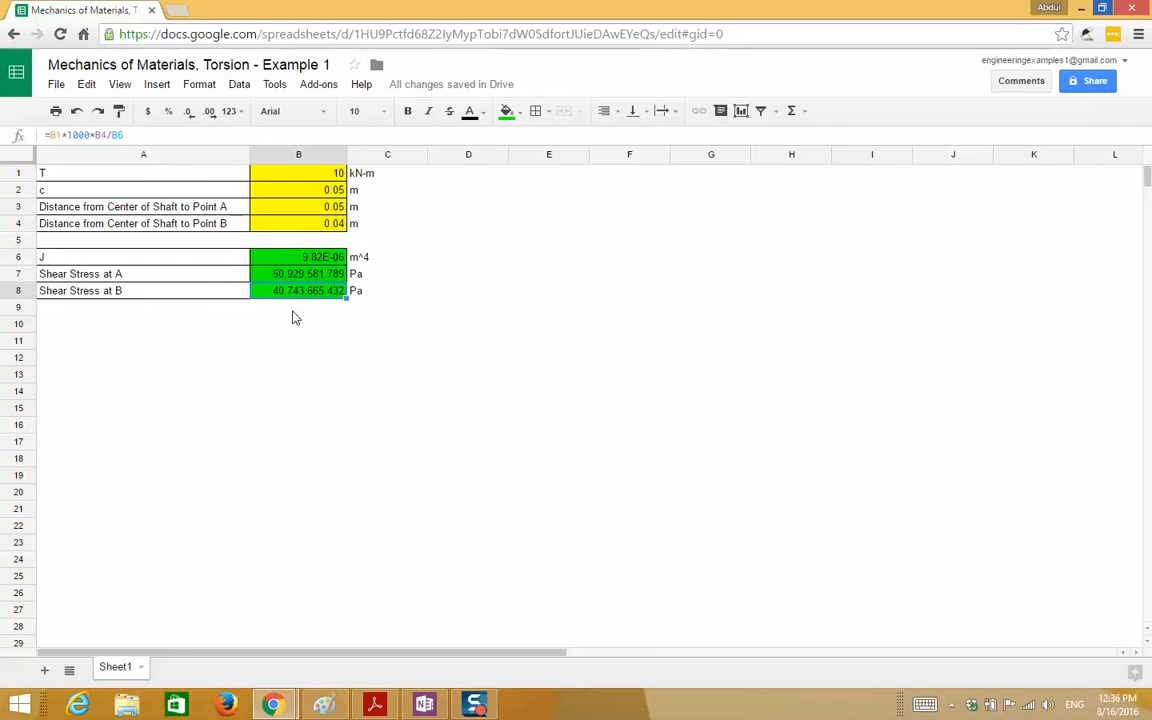 Mechanics of Materials, T
Abdul
https://docs.google.com/spreadsheets/d/1HU9Pctfd68Z2IyMypTobi7dW05dfortJUieDAwEYeQs/edit#gid=0
Mechanics of Materials, Torsion - Example 1
engineeringexamples1@gmail.com
File Edit View Insert Format Data Tools Add-ons Help All changes saved in Drive
Comments Share
$ % .0 .00 123 Arial 10 B I S A Σ
fx =B1*1000*B4/B6
A B C D E F G H I J K L
1 T 10 kN-m
2 c 0.05 m
3 Distance from Center of Shaft to Point A 0.05 m
4 Distance from Center of Shaft to Point B 0.04 m
5
6 J 9.82E-06 m^4
7 Shear Stress at A 50,929,581.789 Pa
8 Shear Stress at B 40,743,665.432 Pa
9
10
11
12
13
14
15
16
17
18
19
20
21
22
23
24
25
26
27
28
29
Sheet1
ENG
12:36 PM
8/16/2016